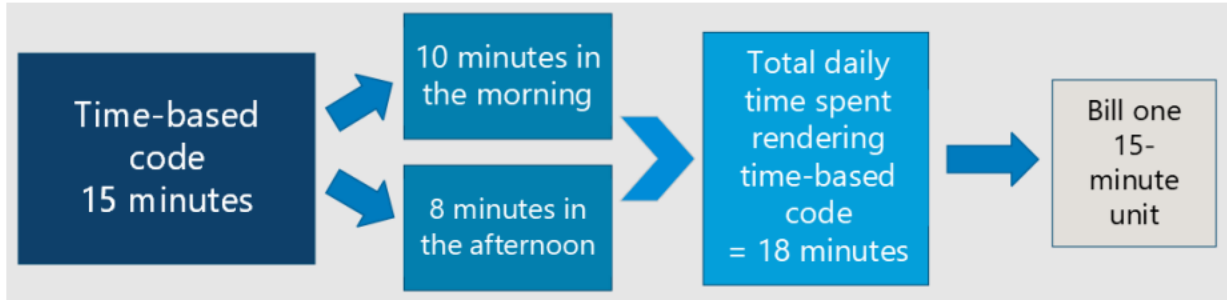 Time-based
code
15 minutes
10 minutes in
the morning
8 minutes in
the afternoon
Total daily
time spent
rendering
time-based
code
= 18 minutes
Bill one
15-
minute
unit